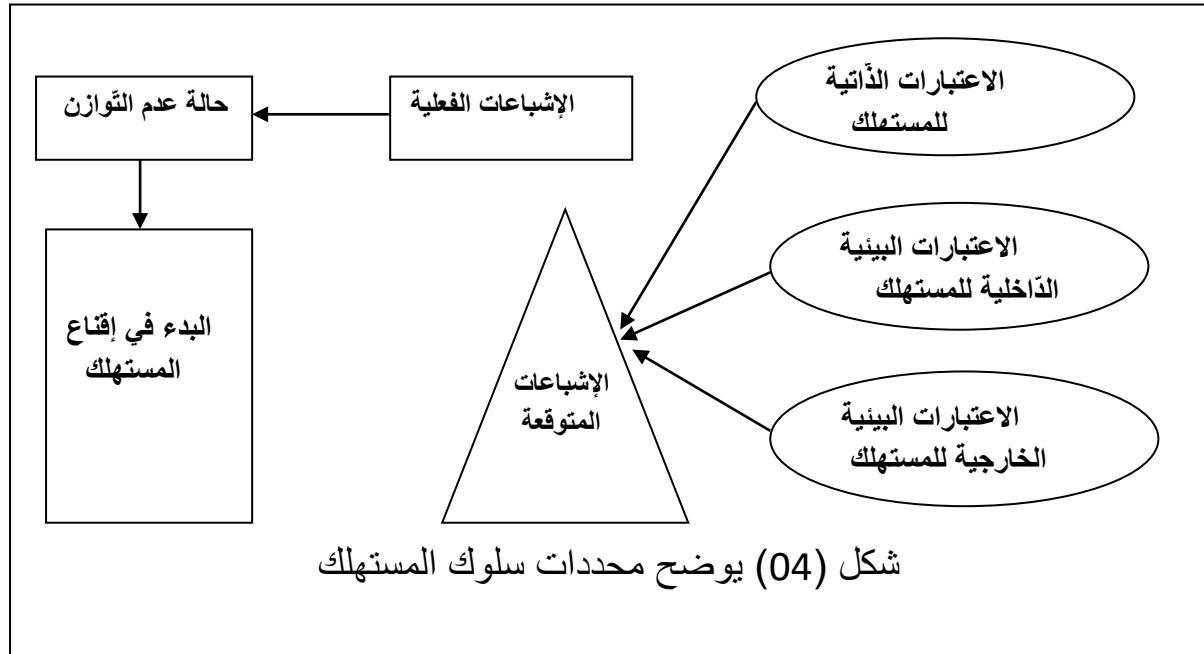 الاعتبارات الذّاتية
للمستهلك
الإشباعات الفعلية
حالة عدم التّوازن
الاعتبارات البيئية
الدّاخلية للمستهلك
البدء في إقناع
المستهلك
الإشباعات
المتوقعة
الاعتبارات البيئية
الخارجية للمستهلك
شكل (04) يوضح محددات سلوك المستهلك